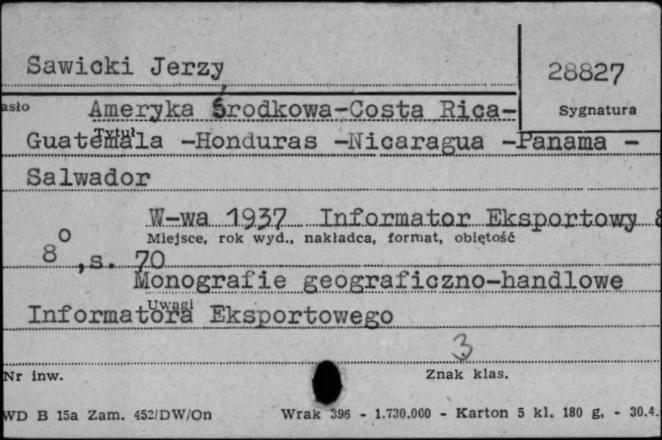 Sawicki Jerzy
28827
asło
Ameryka Środkowa-Costa Rica-
Sygnatura
Tytuł
Guatemala -Honduras -Nicaragua -Panama -
Salwador
W-wa 1937 Informator Eksportowy 8
Miejsce, rok wyd., nakładca, format, objętość
8°,s. 70
Monografie geograficzno-handlowe
Uwagi
Informatora Eksportowego
3
Nr inw.
Znak klas.
WD B 15a Zam. 452/DW/On Wrak 396 - 1.730.000 - Karton 5 kl. 180 g. - 30.4.